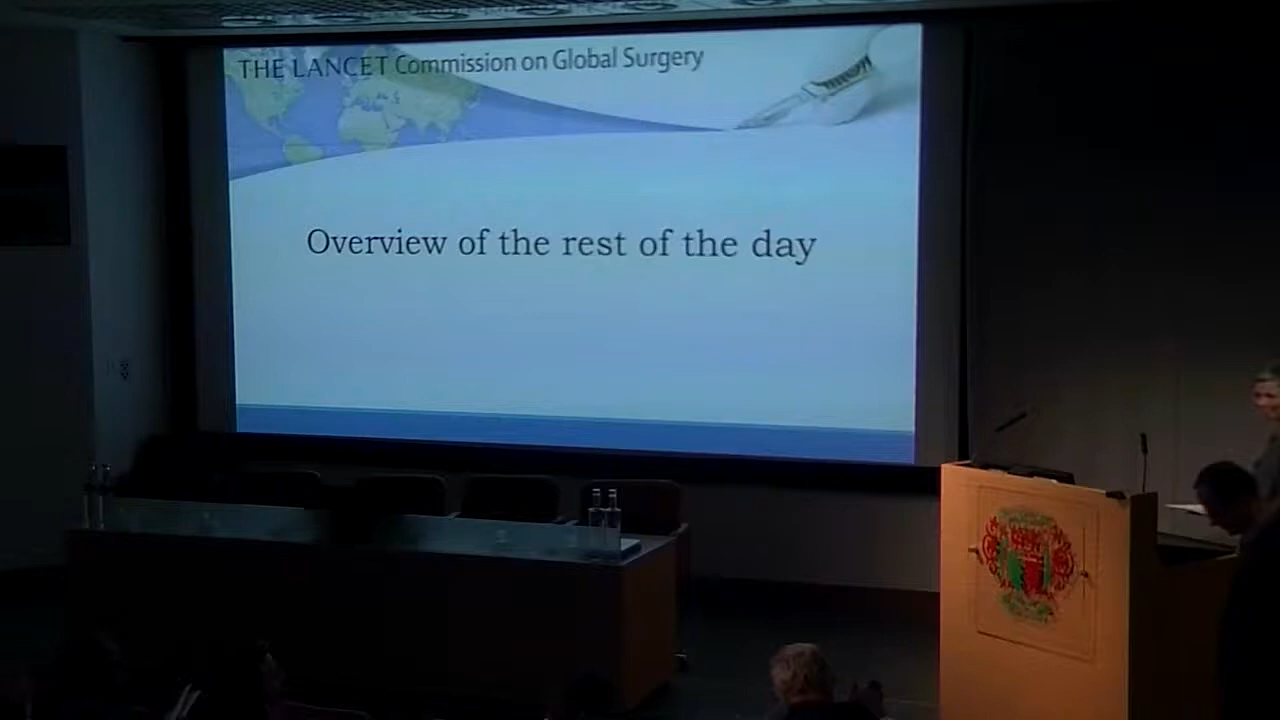 THE LANCET Commission on Global Surgery
Overview of the rest of the day